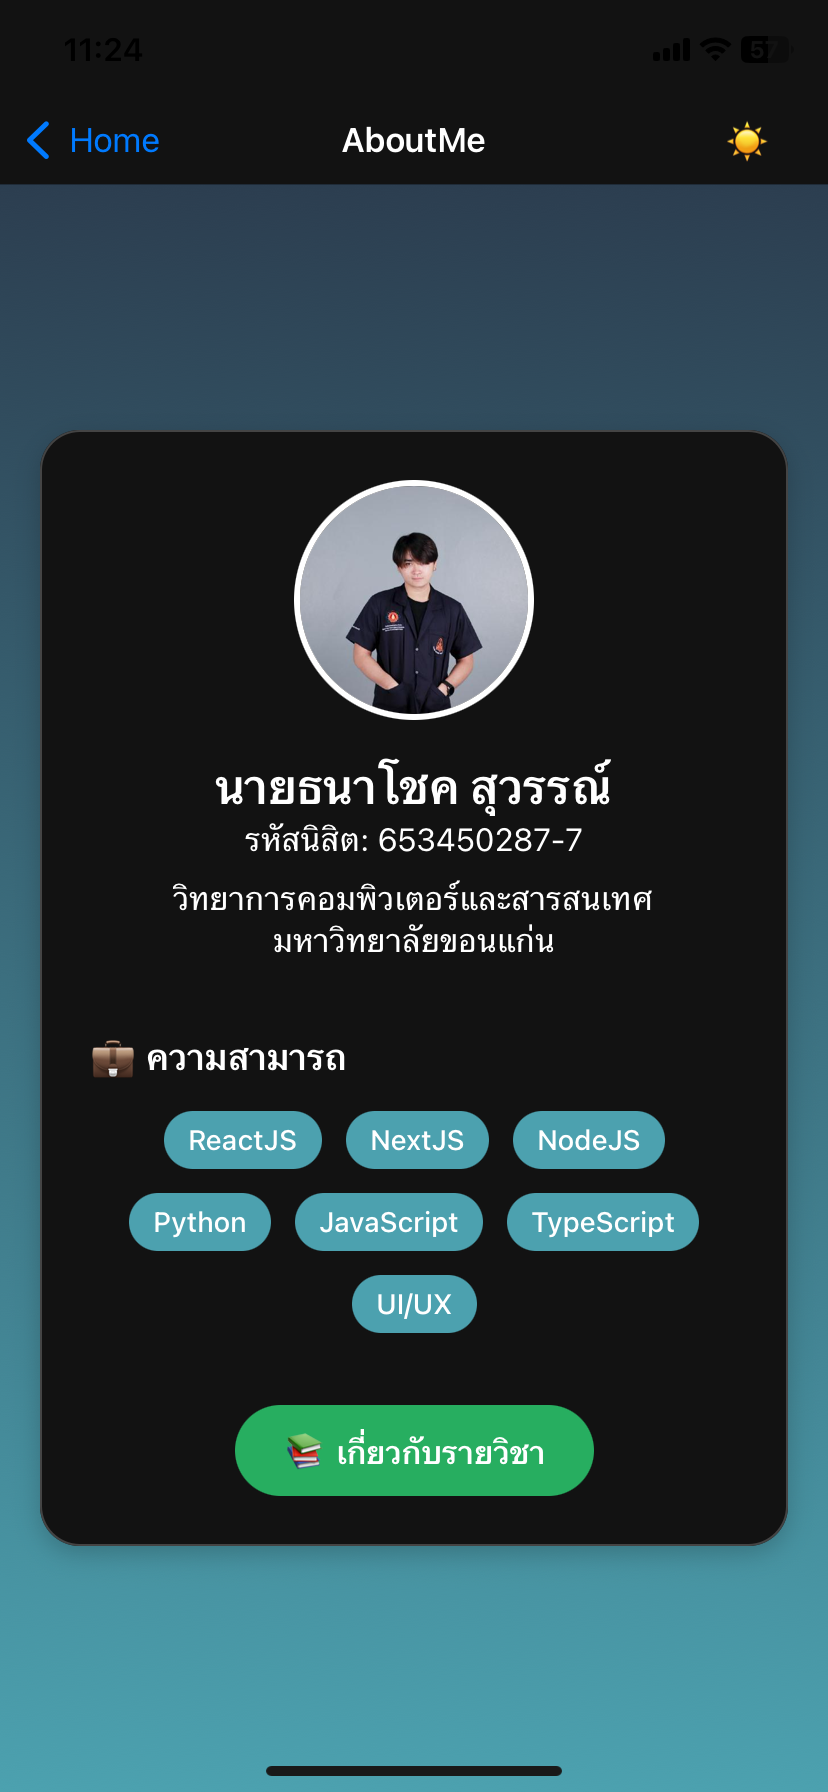 11:24
57
Home
AboutMe
นายธนาโชค สุวรรณ์
รหัสนิสิต: 653450287-7
วิทยาการคอมพิวเตอร์และสารสนเทศ
มหาวิทยาลัยขอนแก่น
ความสามารถ
ReactJS NextJS NodeJS
Python JavaScript TypeScript
UI/UX
เกี่ยวกับรายวิชา